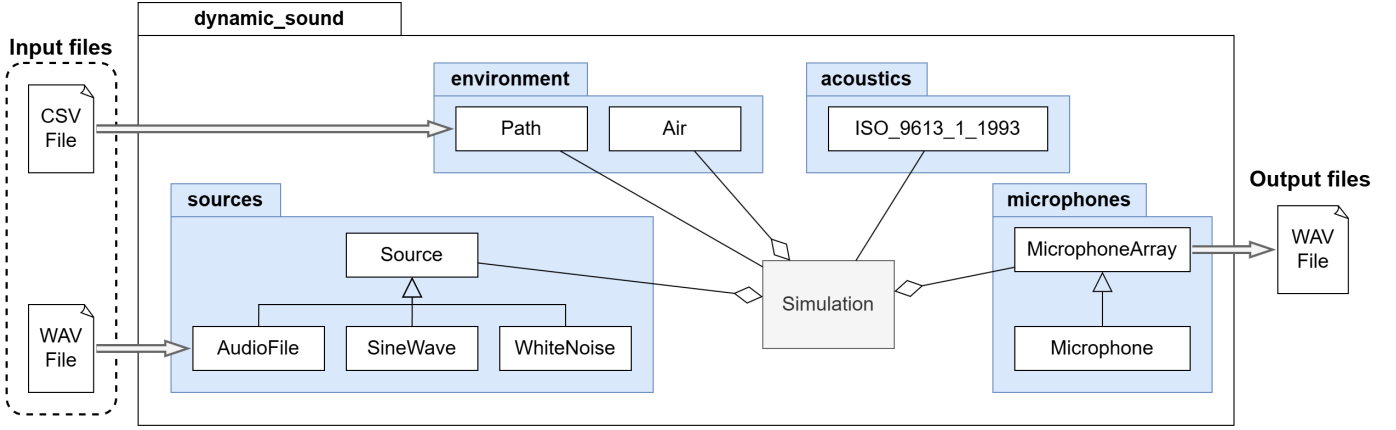 dynamic_sound
Input files
CSV
File
WAV
File
environment
Path
Air
acoustics
ISO_9613_1_1993
sources
Source
AudioFile
SineWave
WhiteNoise
Simulation
microphones
MicrophoneArray
Microphone
Output files
WAV
File